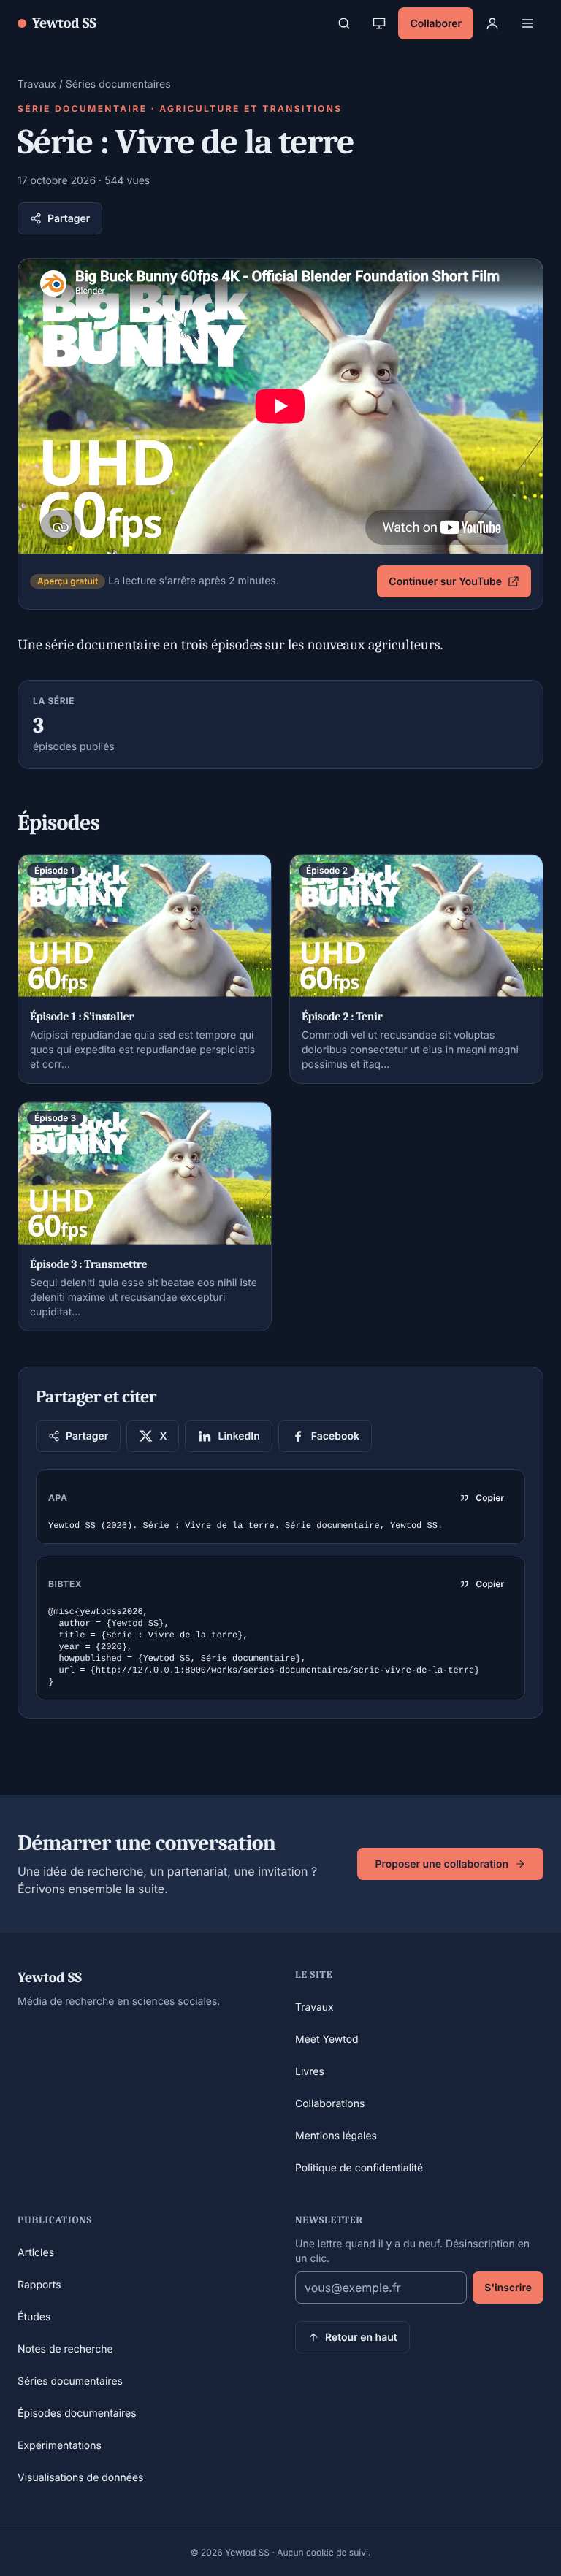 Yewtod SS
Collaborer
Travaux / Séries documentaires
SÉRIE DOCUMENTAIRE · AGRICULTURE ET TRANSITIONS
Série : Vivre de la terre
17 octobre 2026 · 544 vues
Partager
Big Buck Bunny 60fps 4K - Official Blender Foundation Short Film
Blender
Big Buck
BUNNY
UHD
60fps
Watch on YouTube
Aperçu gratuit La lecture s'arrête après 2 minutes.
Continuer sur YouTube
Une série documentaire en trois épisodes sur les nouveaux agriculteurs.
LA SÉRIE
3
épisodes publiés
Épisodes
Épisode 1
Big Buck
BUNNY
UHD
60fps
Épisode 1 : S'installer
Adipisci repudiandae quia sed est tempore qui
quos qui expedita est repudiandae perspiciatis
et corr...
Épisode 2
Big Buck
BUNNY
UHD
60fps
Épisode 2 : Tenir
Commodi vel ut recusandae sit voluptas
doloribus consectetur ut eius in magni magni
possimus et itaq...
Épisode 3
Big Buck
BUNNY
UHD
60fps
Épisode 3 : Transmettre
Sequi deleniti quia esse sit beatae eos nihil iste
deleniti maxime ut recusandae excepturi
cupiditat...
Partager et citer
Partager
X
LinkedIn
Facebook
APA
Copier
Yewtod SS (2026). Série : Vivre de la terre. Série documentaire, Yewtod SS.
BIBTEX
Copier
@misc{yewtodss2026,
  author = {Yewtod SS},
  title = {Série : Vivre de la terre},
  year = {2026},
  howpublished = {Yewtod SS, Série documentaire},
  url = {http://127.0.0.1:8000/works/series-documentaires/serie-vivre-de-la-terre}
}
Démarrer une conversation
Une idée de recherche, un partenariat, une invitation ?
Écrivons ensemble la suite.
Proposer une collaboration
Yewtod SS
Média de recherche en sciences sociales.
LE SITE
Travaux
Meet Yewtod
Livres
Collaborations
Mentions légales
Politique de confidentialité
PUBLICATIONS
Articles
Rapports
Études
Notes de recherche
Séries documentaires
Épisodes documentaires
Expérimentations
Visualisations de données
NEWSLETTER
Une lettre quand il y a du neuf. Désinscription en
un clic.
vous@exemple.fr
S'inscrire
Retour en haut
© 2026 Yewtod SS · Aucun cookie de suivi.